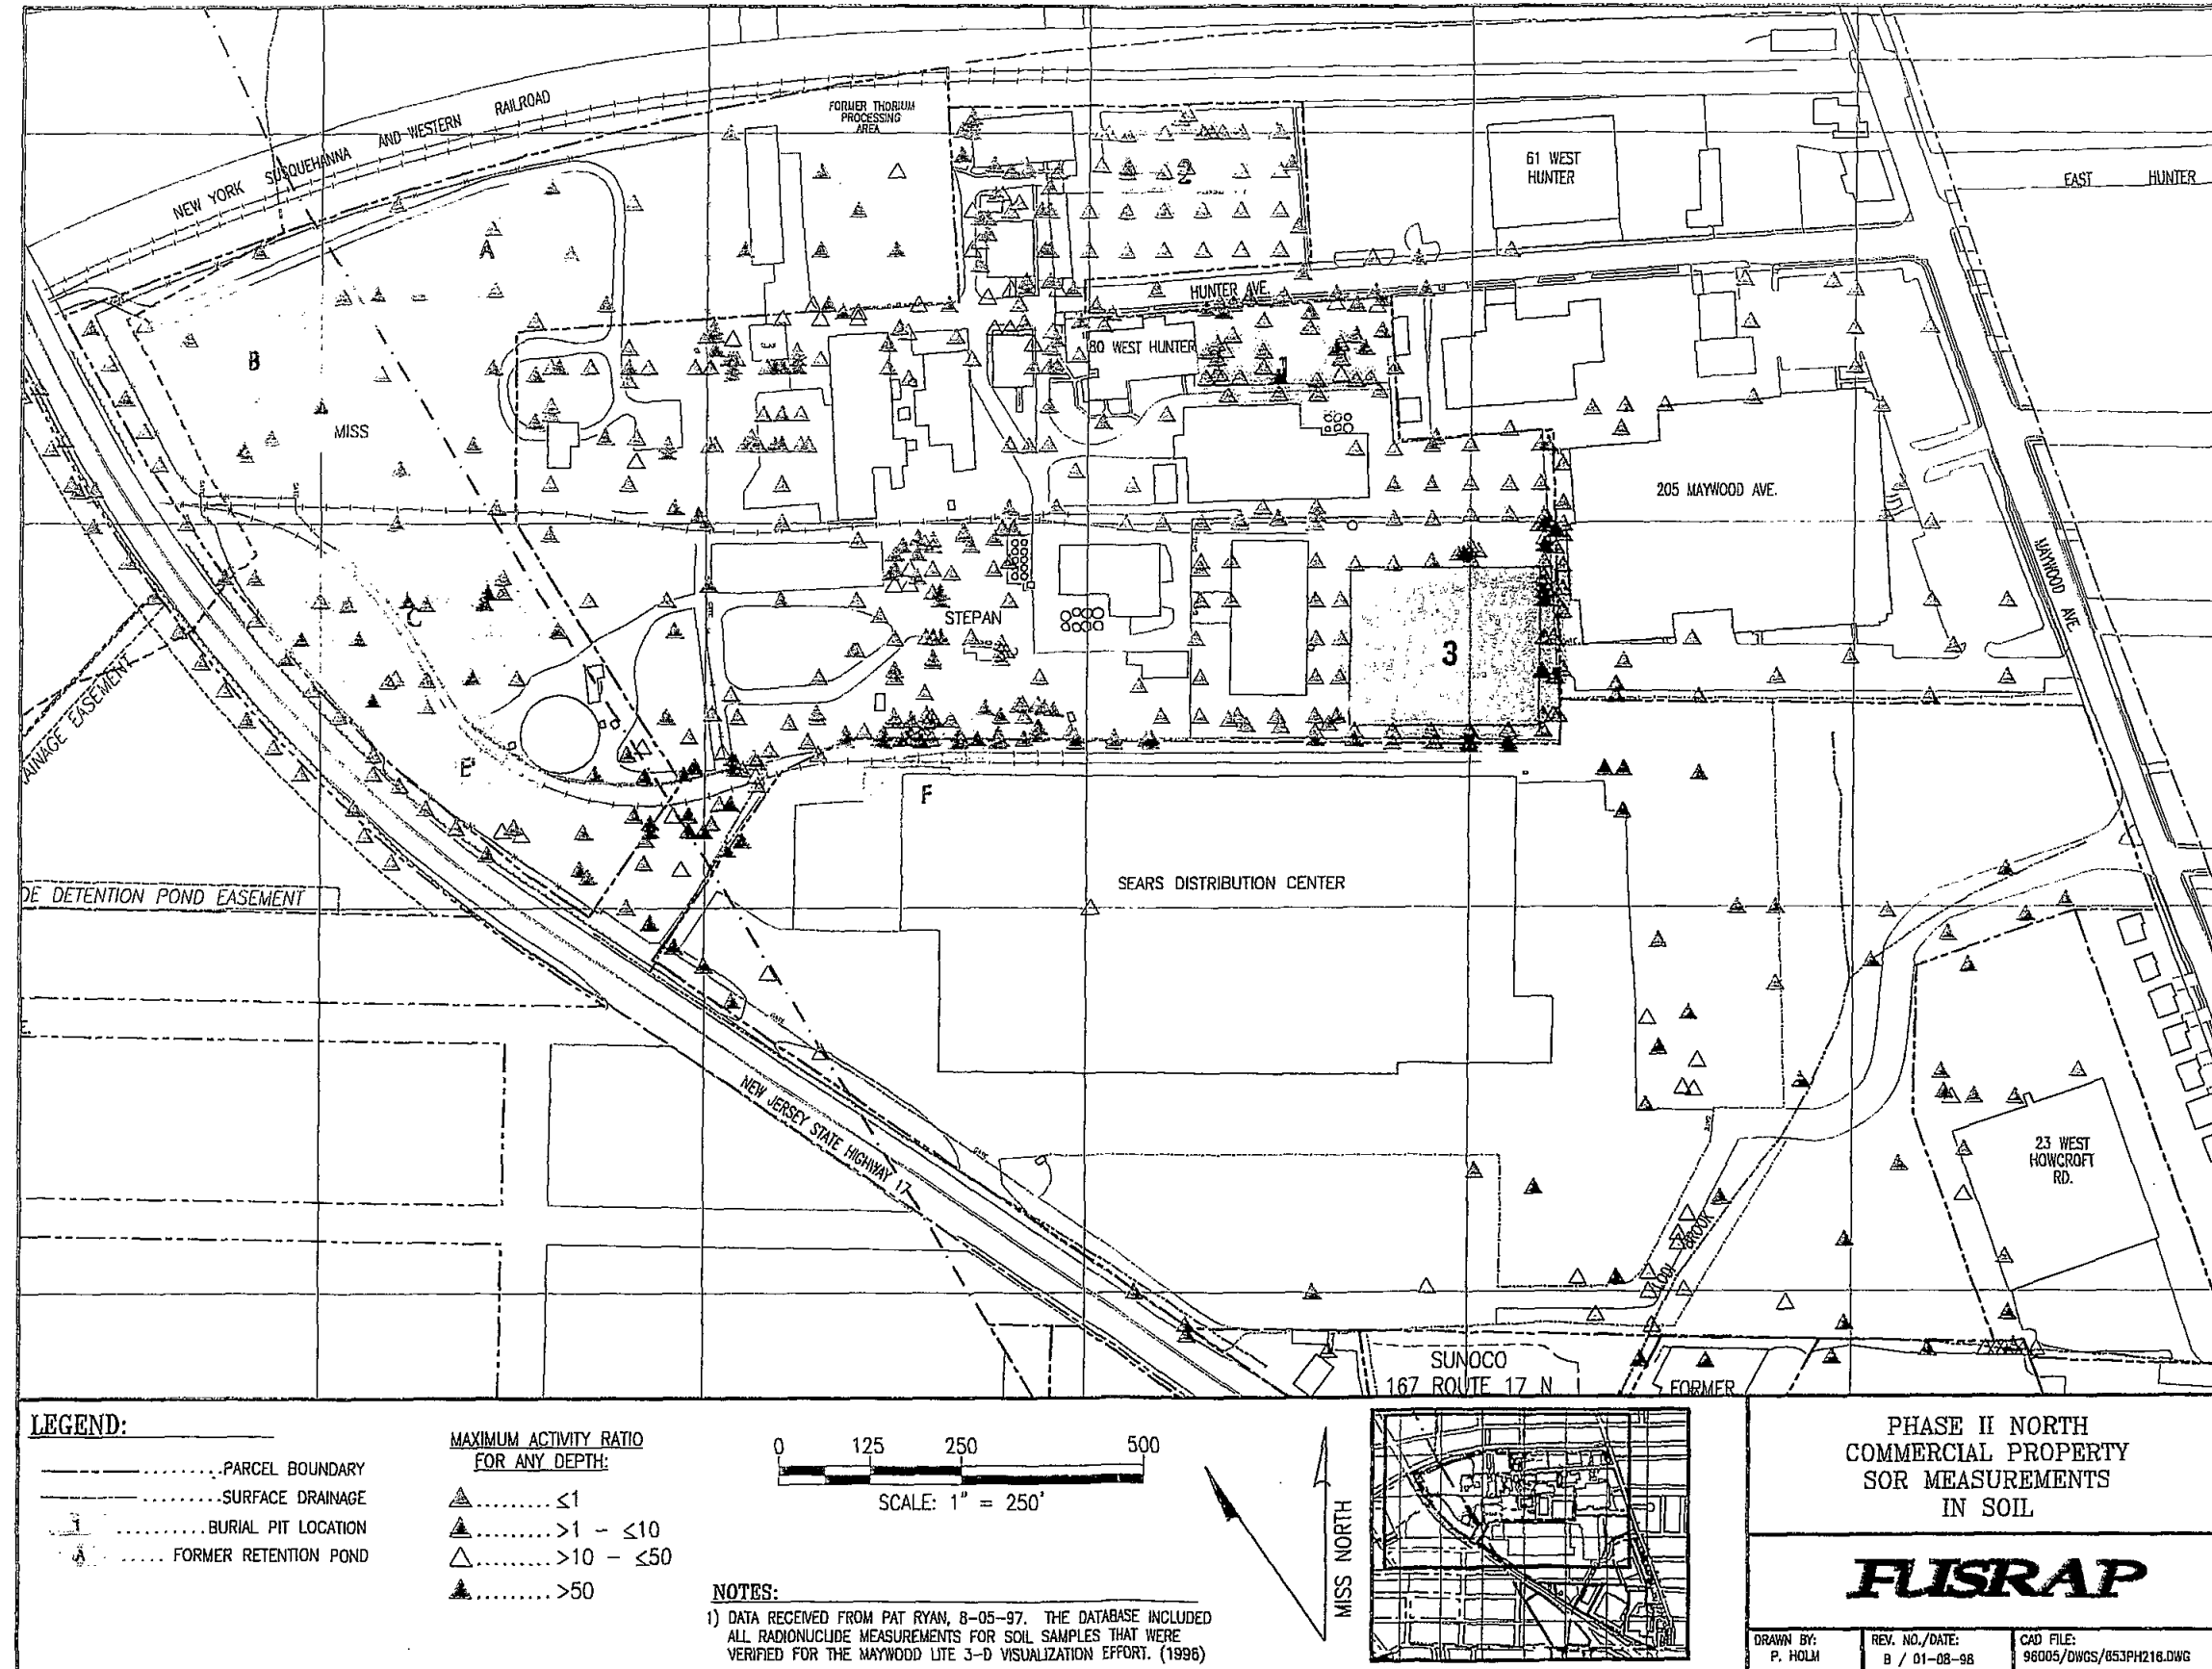 NEW YORK SUSQUEHANNA AND WESTERN RAILROAD
FORMER THORIUM
PROCESSING
AREA
2
61 WEST
HUNTER
EAST HUNTER
A
HUNTER AVE.
B
80 WEST HUNTER
1
MISS
205 MAYWOOD AVE.
MAYWOOD AVE.
C
STEPAN
3
AINAGE EASEMENT
E
F
SEARS DISTRIBUTION CENTER
DE DETENTION POND EASEMENT
E.
NEW JERSEY STATE HIGHWAY 17
23 WEST
HOWCROFT
RD.
LODI BROOK
SUNOCO
167 ROUTE 17 N
FORMER
LEGEND:
..........PARCEL BOUNDARY
.........SURFACE DRAINAGE
1 ..........BURIAL PIT LOCATION
A ...... FORMER RETENTION POND
MAXIMUM ACTIVITY RATIO
FOR ANY DEPTH:
......... ≤1
.........>1 - ≤10
.........>10 - ≤50
.........>50
0 125 250 500
SCALE: 1" = 250'
NOTES:
1) DATA RECEIVED FROM PAT RYAN, 8-05-97. THE DATABASE INCLUDED
ALL RADIONUCLIDE MEASUREMENTS FOR SOIL SAMPLES THAT WERE
VERIFIED FOR THE MAYWOOD LITE 3-D VISUALIZATION EFFORT. (1996)
MISS NORTH
PHASE II NORTH
COMMERCIAL PROPERTY
SOR MEASUREMENTS
IN SOIL
FUSRAP
DRAWN BY:
P. HOLM
REV. NO./DATE:
B / 01-08-98
CAD FILE:
96005/DWGS/653PH216.DWG